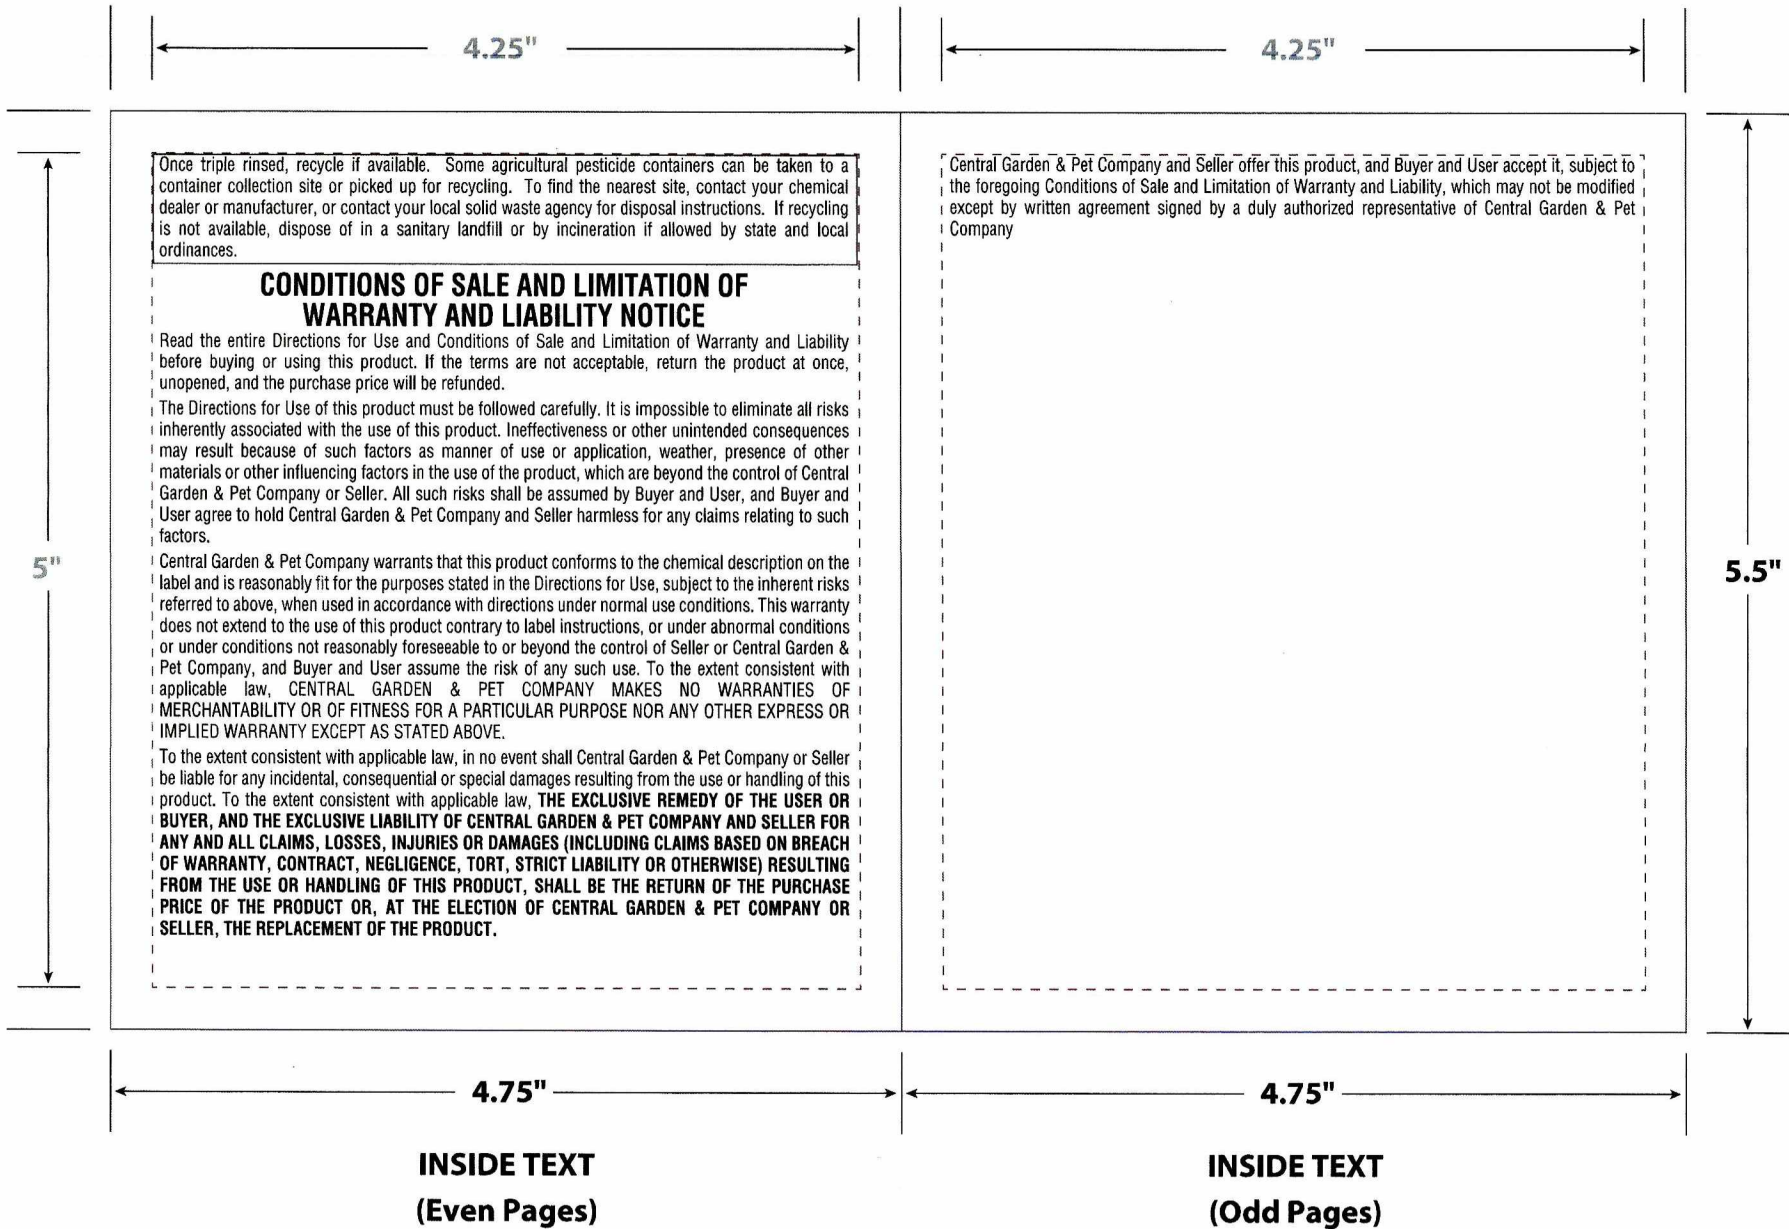 4.25"
4.25"
Once triple rinsed, recycle if available. Some agricultural pesticide containers can be taken to a
container collection site or picked up for recycling. To find the nearest site, contact your chemical
dealer or manufacturer, or contact your local solid waste agency for disposal instructions. If recycling
is not available, dispose of in a sanitary landfill or by incineration if allowed by state and local
ordinances.
CONDITIONS OF SALE AND LIMITATION OF
WARRANTY AND LIABILITY NOTICE
Read the entire Directions for Use and Conditions of Sale and Limitation of Warranty and Liability
before buying or using this product. If the terms are not acceptable, return the product at once,
unopened, and the purchase price will be refunded.
The Directions for Use of this product must be followed carefully. It is impossible to eliminate all risks
inherently associated with the use of this product. Ineffectiveness or other unintended consequences
may result because of such factors as manner of use or application, weather, presence of other
materials or other influencing factors in the use of the product, which are beyond the control of Central
Garden & Pet Company or Seller. All such risks shall be assumed by Buyer and User, and Buyer and
User agree to hold Central Garden & Pet Company and Seller harmless for any claims relating to such
factors.
Central Garden & Pet Company warrants that this product conforms to the chemical description on the
label and is reasonably fit for the purposes stated in the Directions for Use, subject to the inherent risks
referred to above, when used in accordance with directions under normal use conditions. This warranty
does not extend to the use of this product contrary to label instructions, or under abnormal conditions
or under conditions not reasonably foreseeable to or beyond the control of Seller or Central Garden &
Pet Company, and Buyer and User assume the risk of any such use. To the extent consistent with
applicable law, CENTRAL GARDEN & PET COMPANY MAKES NO WARRANTIES OF
MERCHANTABILITY OR OF FITNESS FOR A PARTICULAR PURPOSE NOR ANY OTHER EXPRESS OR
IMPLIED WARRANTY EXCEPT AS STATED ABOVE.
To the extent consistent with applicable law, in no event shall Central Garden & Pet Company or Seller
be liable for any incidental, consequential or special damages resulting from the use or handling of this
product. To the extent consistent with applicable law, THE EXCLUSIVE REMEDY OF THE USER OR
BUYER, AND THE EXCLUSIVE LIABILITY OF CENTRAL GARDEN & PET COMPANY AND SELLER FOR
ANY AND ALL CLAIMS, LOSSES, INJURIES OR DAMAGES (INCLUDING CLAIMS BASED ON BREACH
OF WARRANTY, CONTRACT, NEGLIGENCE, TORT, STRICT LIABILITY OR OTHERWISE) RESULTING
FROM THE USE OR HANDLING OF THIS PRODUCT, SHALL BE THE RETURN OF THE PURCHASE
PRICE OF THE PRODUCT OR, AT THE ELECTION OF CENTRAL GARDEN & PET COMPANY OR
SELLER, THE REPLACEMENT OF THE PRODUCT.
Central Garden & Pet Company and Seller offer this product, and Buyer and User accept it, subject to
the foregoing Conditions of Sale and Limitation of Warranty and Liability, which may not be modified
except by written agreement signed by a duly authorized representative of Central Garden & Pet
Company
5"
5.5"
4.75"
4.75"
INSIDE TEXT
(Even Pages)
INSIDE TEXT
(Odd Pages)